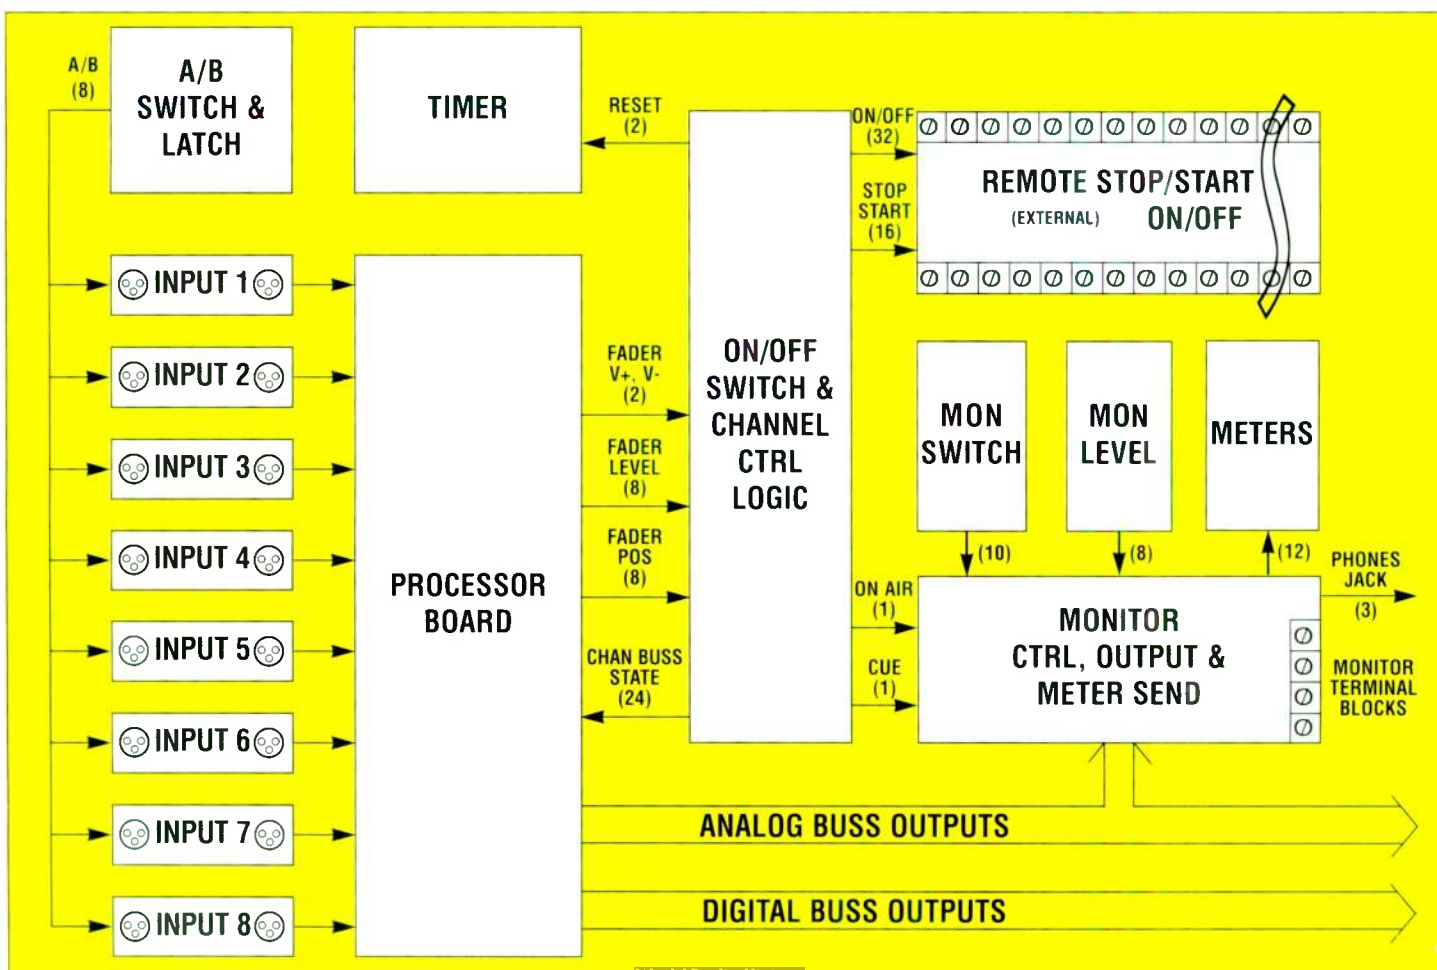 A/B
(8)
A/B
SWITCH &
LATCH
TIMER
RESET
(2)
ON/OFF
(32)
STOP
START
(16)
REMOTE STOP/START
(EXTERNAL) ON/OFF
INPUT 1
INPUT 2
INPUT 3
INPUT 4
INPUT 5
INPUT 6
INPUT 7
INPUT 8
PROCESSOR
BOARD
FADER
V+, V-
(2)
FADER
LEVEL
(8)
FADER
POS
(8)
CHAN BUSS
STATE
(24)
ON/OFF
SWITCH &
CHANNEL
CTRL
LOGIC
MON
SWITCH
MON
LEVEL
METERS
(10)
(8)
(12)
ON AIR
(1)
CUE
(1)
MONITOR
CTRL, OUTPUT &
METER SEND
PHONES
JACK
(3)
MONITOR
TERMINAL
BLOCKS
ANALOG BUSS OUTPUTS
DIGITAL BUSS OUTPUTS